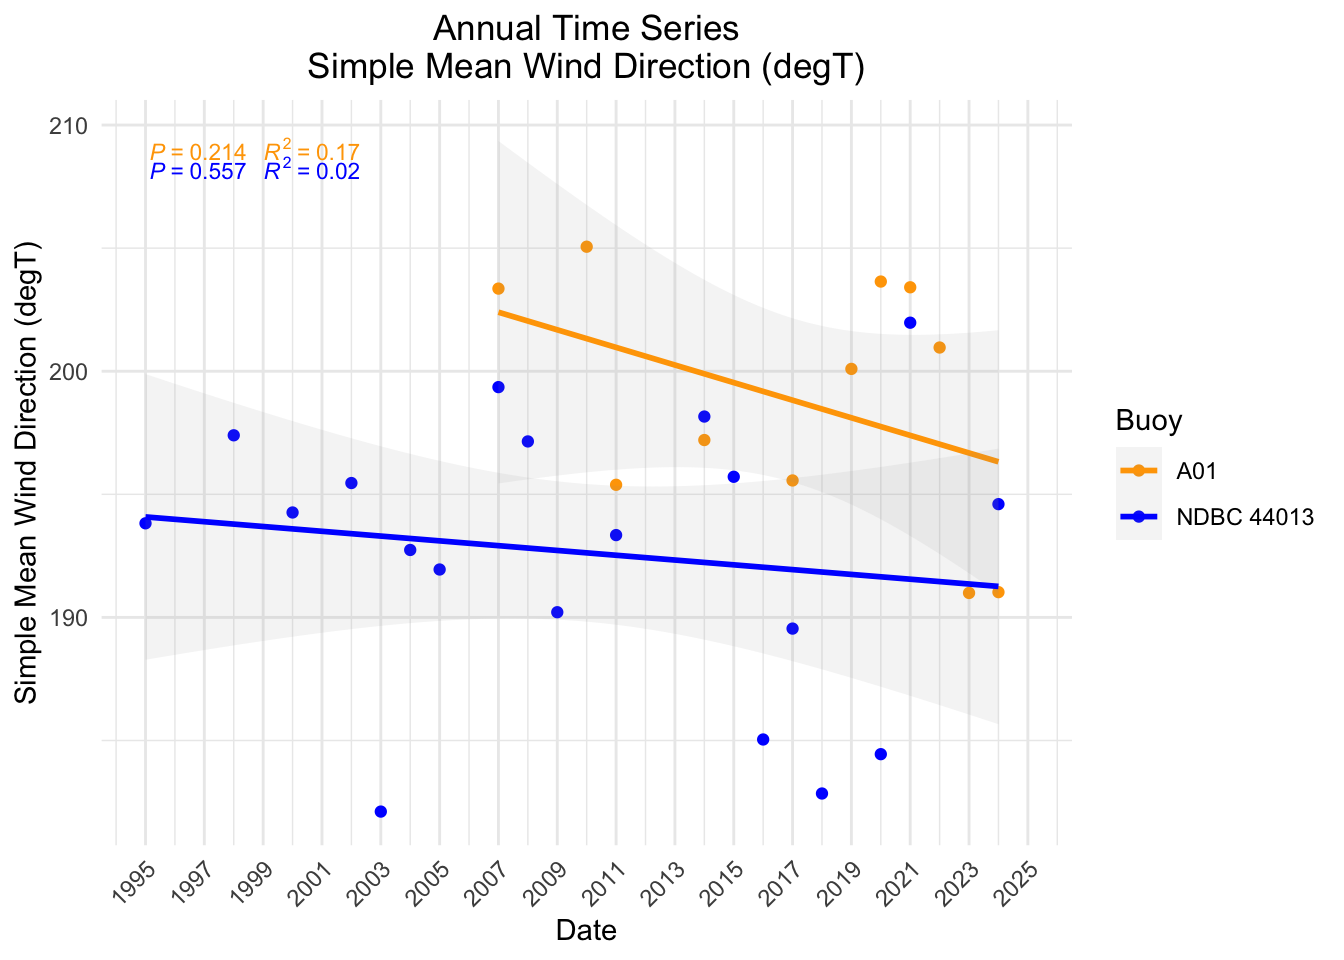 Annual Time Series
Simple Mean Wind Direction (degT)
210
200
190
P = 0.214 R² = 0.17
P = 0.557 R² = 0.02
Simple Mean Wind Direction (degT)
1995 1997 1999 2001 2003 2005 2007 2009 2011 2013 2015 2017 2019 2021 2023 2025
Date
Buoy
A01
NDBC 44013